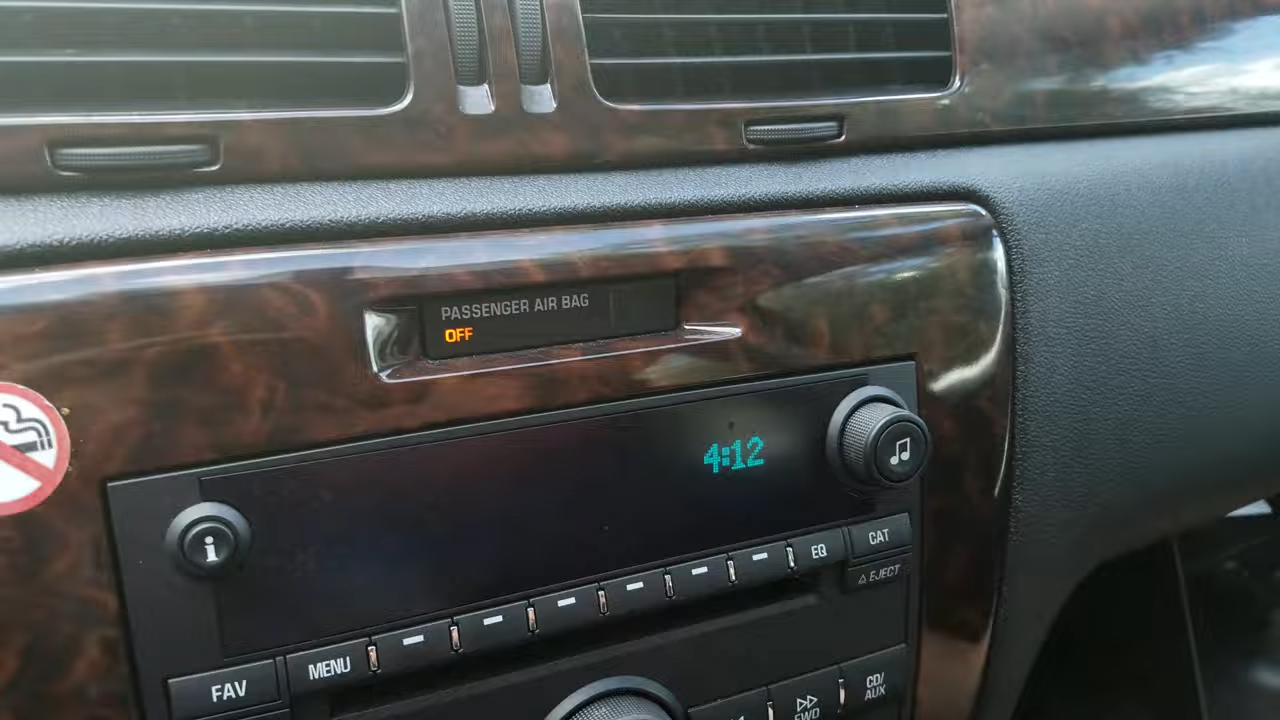 PASSENGER AIR BAG
OFF
4:12
EQ
CAT
EJECT
MENU
FAV
FWD
CD/
AUX